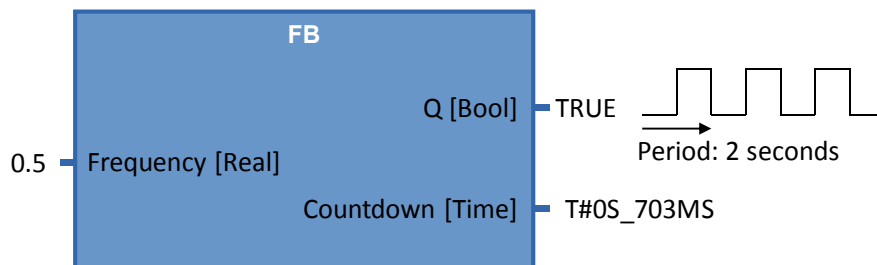 FB
Q [Bool] TRUE
Period: 2 seconds
0.5 Frequency [Real]
Countdown [Time] T#0S_703MS